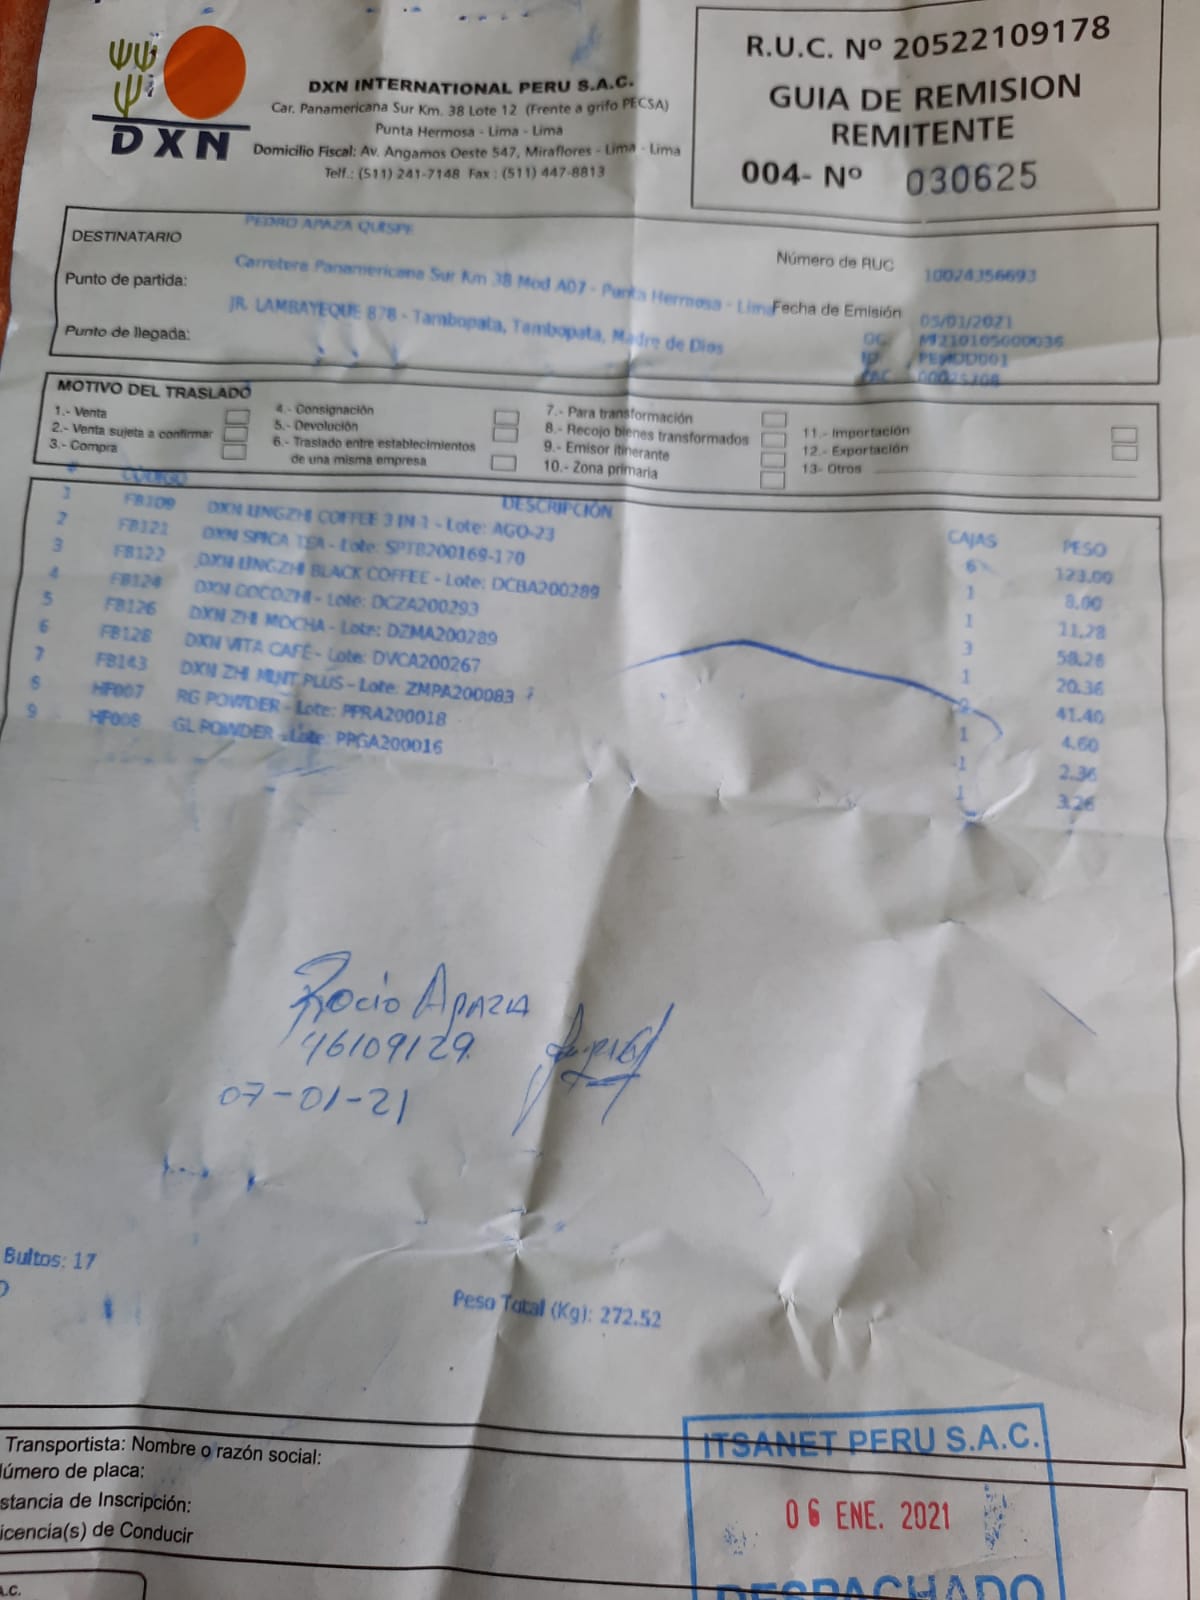 DXN
DXN INTERNATIONAL PERU S.A.C.
Car. Panamericana Sur Km. 38 Lote 12 (Frente a grifo PECSA)
Punta Hermosa - Lima - Lima
Domicilio Fiscal: Av. Angamos Oeste 547, Miraflores - Lima - Lima
Telf.: (511) 241-7148 Fax : (511) 447-8813
R.U.C. Nº 20522109178
GUIA DE REMISION
REMITENTE
004- Nº 030625
DESTINATARIO PEDRO APAZA QUISPE
Número de RUC 10024356693
Punto de partida: Carretera Panamericana Sur Km 38 Mod A07 - Punta Hermosa - Lima
Fecha de Emisión 05/01/2021
Punto de llegada: JR. LAMBAYEQUE 878 - Tambopata, Tambopata, Madre de Dios
OC MF210105000036
PEMDD001
MOTIVO DEL TRASLADO
1.- Venta
2.- Venta sujeta a confirmar
3.- Compra
4.- Consignación
5.- Devolución
6.- Traslado entre establecimientos
de una misma empresa
7.- Para transformación
8.- Recojo bienes transformados
9.- Emisor itinerante
10.- Zona primaria
11.- Importación
12.- Exportación
13- Otros
# CÓDIGO DESCRIPCIÓN CAJAS PESO
1 FB109 DXN LINGZHI COFFEE 3 IN 1 - Lote: AGO-23 6 123.00
2 FB121 DXN SPICA TEA - Lote: SPTB200169-170 1 8.00
3 FB122 DXN LINGZHI BLACK COFFEE - Lote: DCBA200289 1 11.28
4 FB124 DXN COCOZHI - Lote: DCZA200293 3 58.26
5 FB126 DXN ZHI MOCHA - Lote: DZMA200289 1 20.36
6 FB128 DXN VITA CAFÉ - Lote: DVCA200267 2 41.40
7 FB143 DXN ZHI MINT PLUS - Lote: ZMPA200083 1 4.60
8 HF007 RG POWDER - Lote: PPRA200018 1 2.36
9 HF008 GL POWDER - Lote: PPGA200016 1 3.26
Rocio Apaza
46109129
07-01-21
Bultos: 17
Peso Total (Kg): 272.52
Transportista: Nombre o razón social:
Número de placa:
stancia de Inscripción:
icencia(s) de Conducir
A.C.
ITSANET PERU S.A.C.
06 ENE. 2021
DESPACHADO